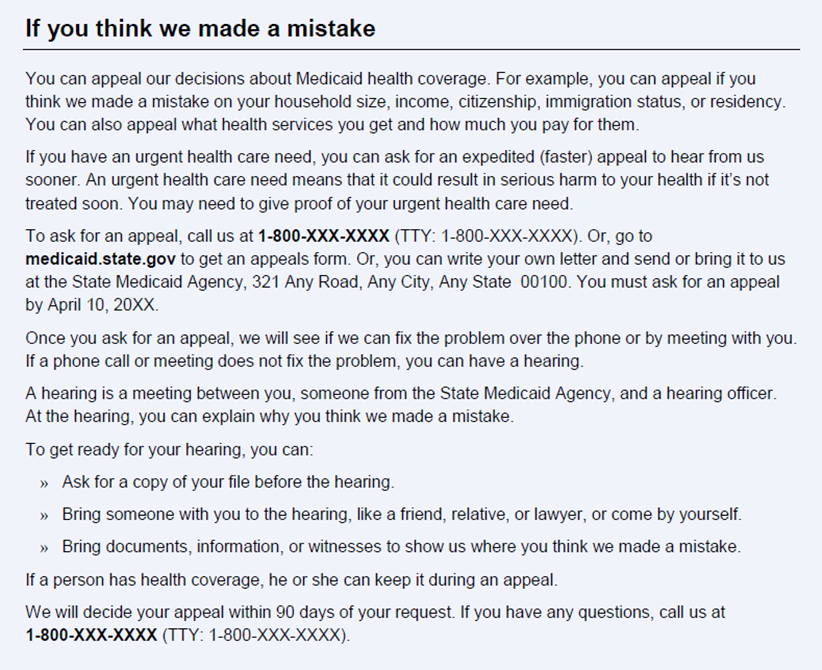 If you think we made a mistake
You can appeal our decisions about Medicaid health coverage. For example, you can appeal if you
think we made a mistake on your household size, income, citizenship, immigration status, or residency.
You can also appeal what health services you get and how much you pay for them.
If you have an urgent health care need, you can ask for an expedited (faster) appeal to hear from us
sooner. An urgent health care need means that it could result in serious harm to your health if it's not
treated soon. You may need to give proof of your urgent health care need.
To ask for an appeal, call us at 1-800-XXX-XXXX (TTY: 1-800-XXX-XXXX). Or, go to
medicaid.state.gov to get an appeals form. Or, you can write your own letter and send or bring it to us
at the State Medicaid Agency, 321 Any Road, Any City, Any State  00100. You must ask for an appeal
by April 10, 20XX.
Once you ask for an appeal, we will see if we can fix the problem over the phone or by meeting with you.
If a phone call or meeting does not fix the problem, you can have a hearing.
A hearing is a meeting between you, someone from the State Medicaid Agency, and a hearing officer.
At the hearing, you can explain why you think we made a mistake.
To get ready for your hearing, you can:
» Ask for a copy of your file before the hearing.
» Bring someone with you to the hearing, like a friend, relative, or lawyer, or come by yourself.
» Bring documents, information, or witnesses to show us where you think we made a mistake.
If a person has health coverage, he or she can keep it during an appeal.
We will decide your appeal within 90 days of your request. If you have any questions, call us at
1-800-XXX-XXXX (TTY: 1-800-XXX-XXXX).